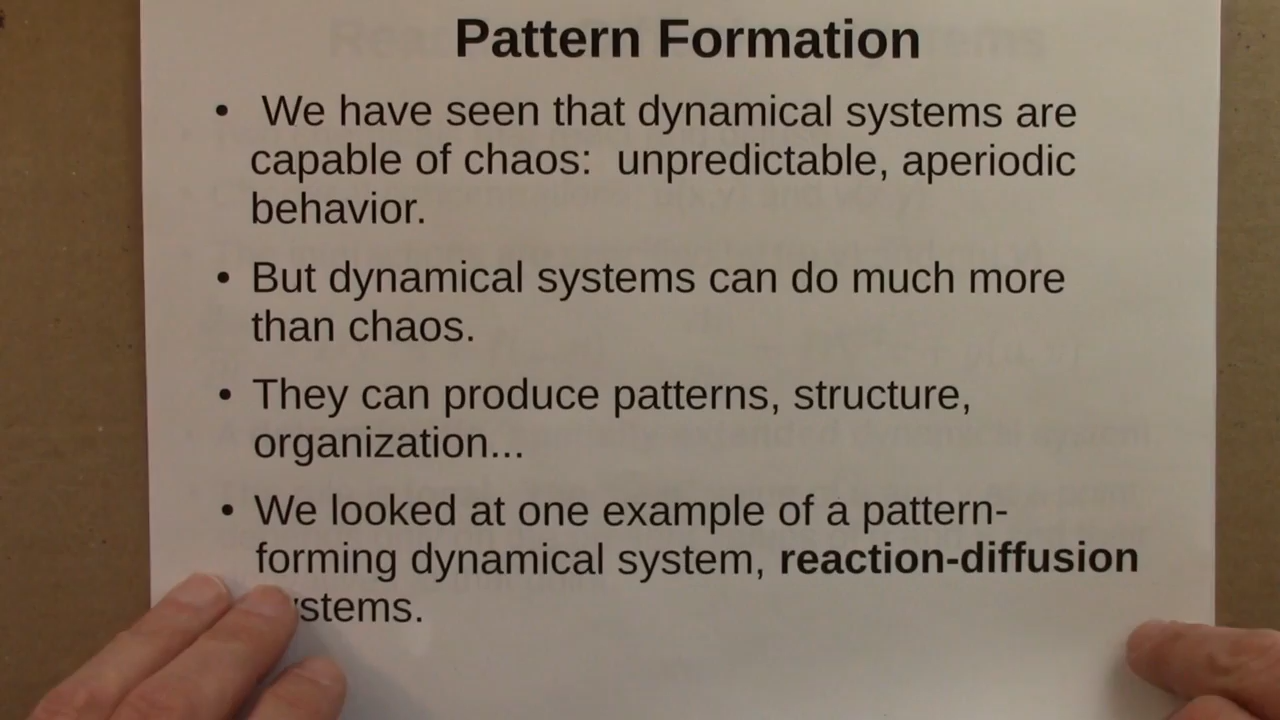 Pattern Formation
• We have seen that dynamical systems are
capable of chaos: unpredictable, aperiodic
behavior.
• But dynamical systems can do much more
than chaos.
• They can produce patterns, structure,
organization...
• We looked at one example of a pattern-
forming dynamical system, reaction-diffusion
ystems.